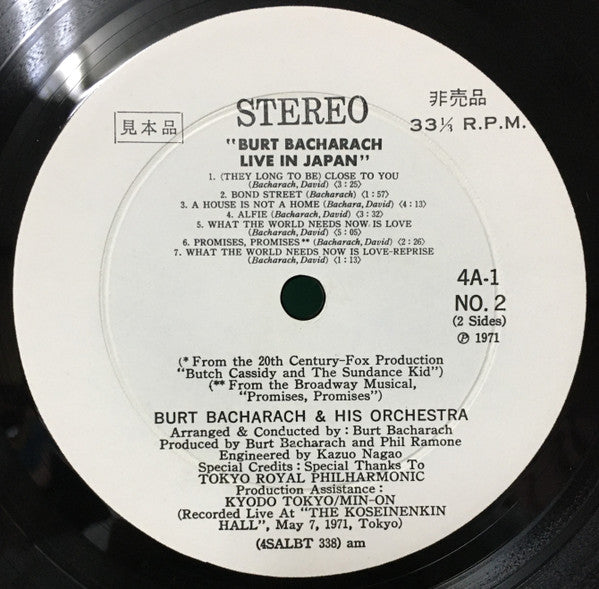 STEREO
非売品
見本品
33⅓ R.P.M.
"BURT BACHARACH
LIVE IN JAPAN"
1. (THEY LONG TO BE) CLOSE TO YOU
(Bacharach, David) (3:25)
2. BOND STREET (Bacharach) (1:57)
3. A HOUSE IS NOT A HOME (Bachara, David) (4:13)
4. ALFIE (Bacharach, David) (3:32)
5. WHAT THE WORLD NEEDS NOW IS LOVE
(Bacharach, David) (5:05)
6. PROMISES, PROMISES** (Bacharach, David) (2:26)
7. WHAT THE WORLD NEEDS NOW IS LOVE-REPRISE
(Bacharach, David) (1:13)
4A-1
NO. 2
(2 Sides)
Ⓟ 1971
(* From the 20th Century-Fox Production
"Butch Cassidy and The Sundance Kid")
(** From the Broadway Musical,
"Promises, Promises")
BURT BACHARACH & HIS ORCHESTRA
Arranged & Conducted by : Burt Bacharach
Produced by Burt Bacharach and Phil Ramone
Engineered by Kazuo Nagao
Special Credits : Special Thanks To
TOKYO ROYAL PHILHARMONIC
Production Assistance :
KYODO TOKYO/MIN-ON
(Recorded Live At "THE KOSEINENKIN
HALL", May 7, 1971, Tokyo)
(4SALBT 338) am